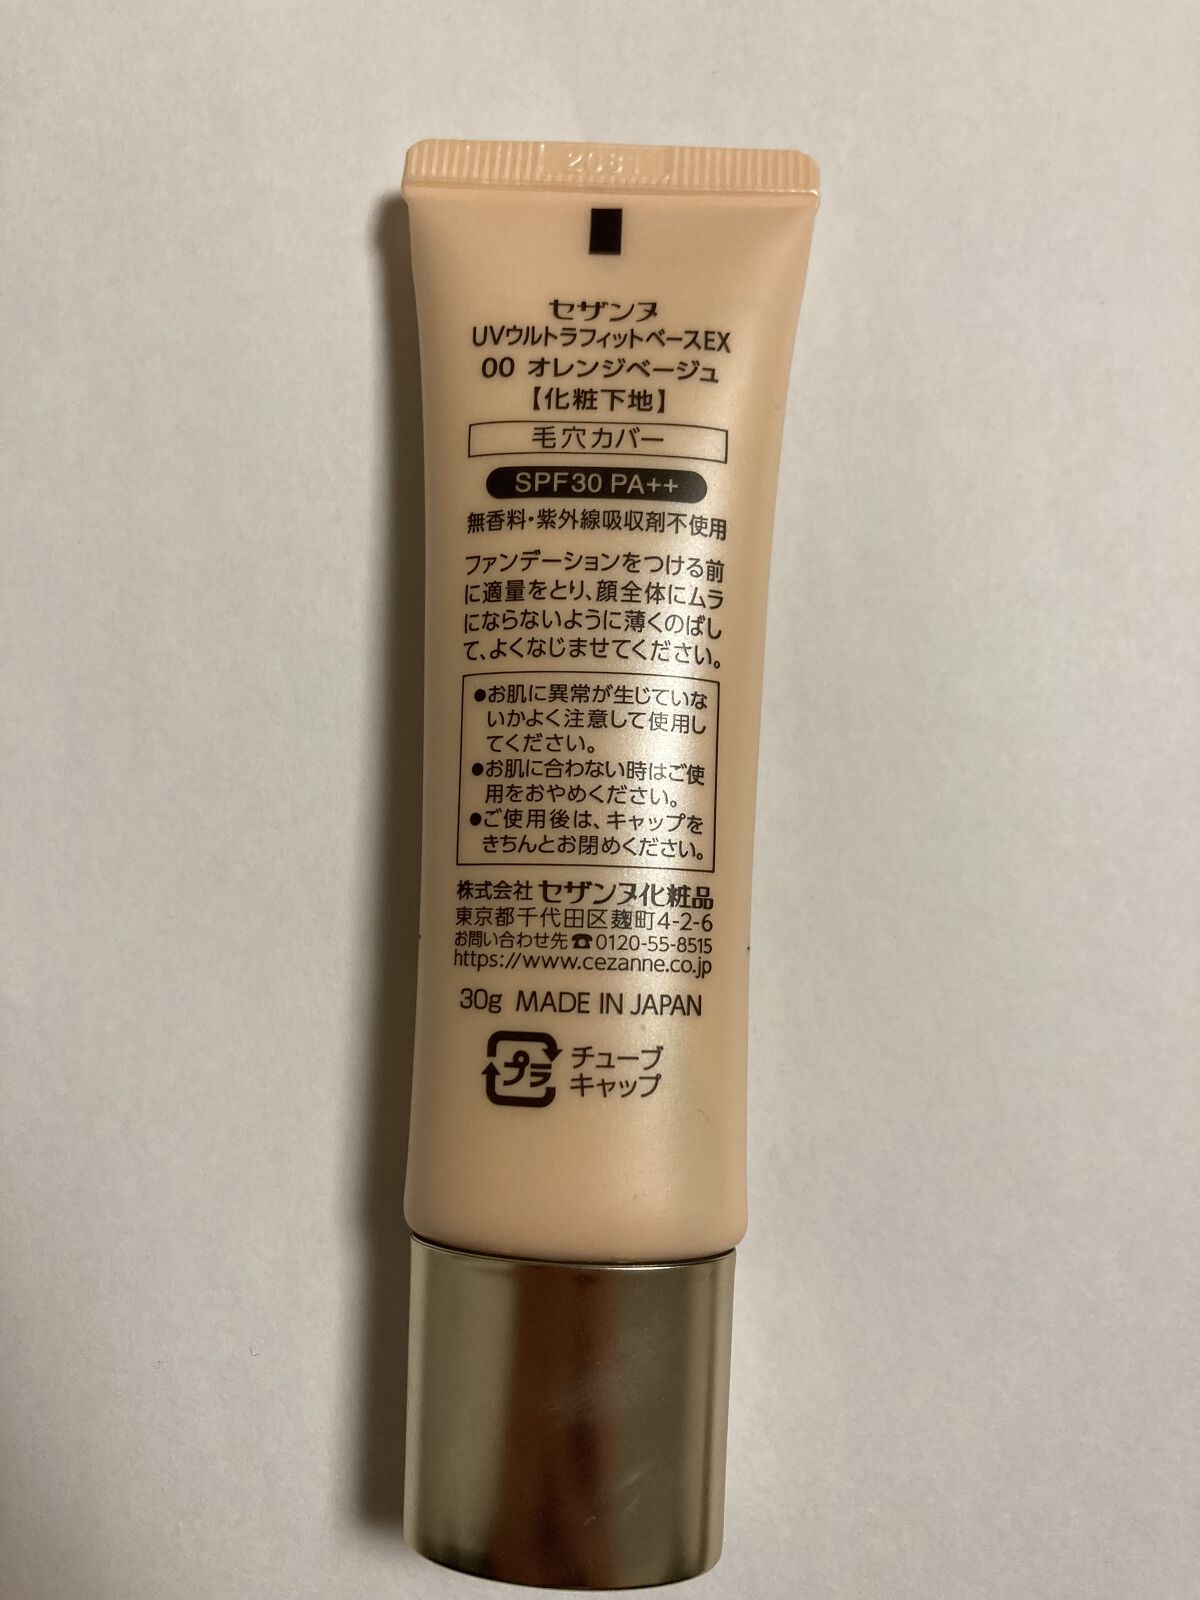 セザンヌ
UVウルトラフィットベースEX
00 オレンジベージュ
【化粧下地】
毛穴カバー
SPF30 PA++
無香料・紫外線吸収剤不使用
ファンデーションをつける前
に適量をとり、顔全体にムラ
にならないように薄くのばし
て、よくなじませてください。
●お肌に異常が生じていな
いかよく注意して使用し
てください。
●お肌に合わない時はご使
用をおやめください。
●ご使用後は、キャップを
きちんとお閉めください。
株式会社 セザンヌ化粧品
東京都千代田区麹町4-2-6
お問い合わせ先☎0120-55-8515
https://www.cezanne.co.jp
30g MADE IN JAPAN
プラ チューブ
キャップ